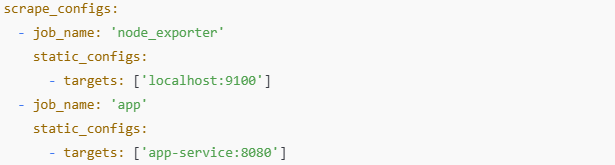 scrape_configs:
  - job_name: 'node_exporter'
    static_configs:
      - targets: ['localhost:9100']
  - job_name: 'app'
    static_configs:
      - targets: ['app-service:8080']